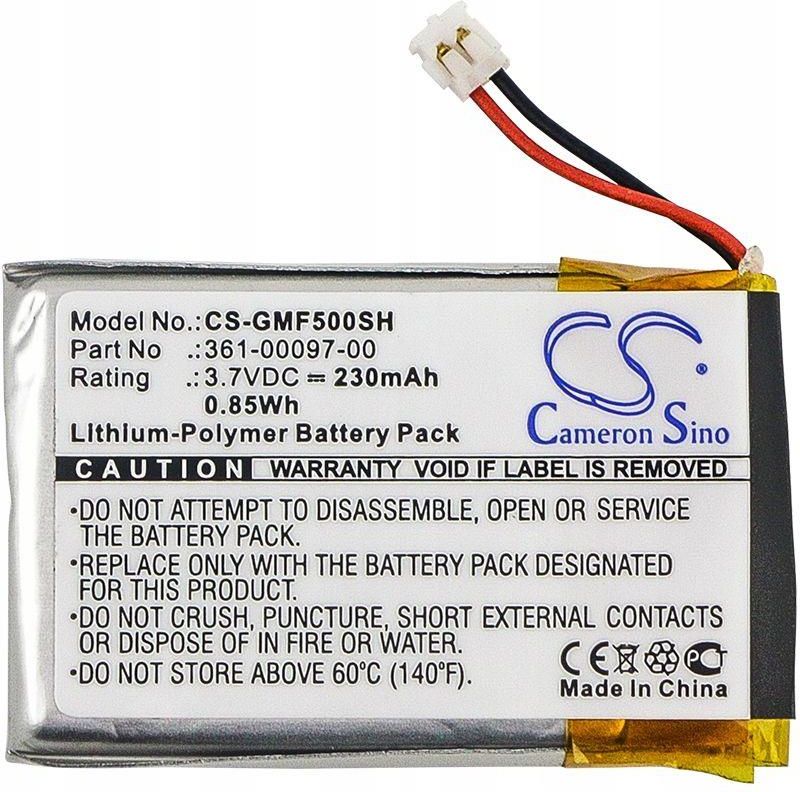 Model No.: CS-GMF500SH
Part No .: 361-00097-00
Rating .: 3.7VDC ⎓ 230mAh
0.85Wh
Lithium-Polymer Battery Pack
CS
Cameron Sino
CAUTION WARRANTY VOID IF LABEL IS REMOVED
•DO NOT ATTEMPT TO DISASSEMBLE, OPEN OR SERVICE
THE BATTERY PACK.
•REPLACE ONLY WITH THE BATTERY PACK DESIGNATED
FOR THIS PRODUCT.
•DO NOT CRUSH, PUNCTURE, SHORT EXTERNAL CONTACTS
OR DISPOSE OF IN FIRE OR WATER.
•DO NOT STORE ABOVE 60°C (140°F).
CE PCT
Made In China